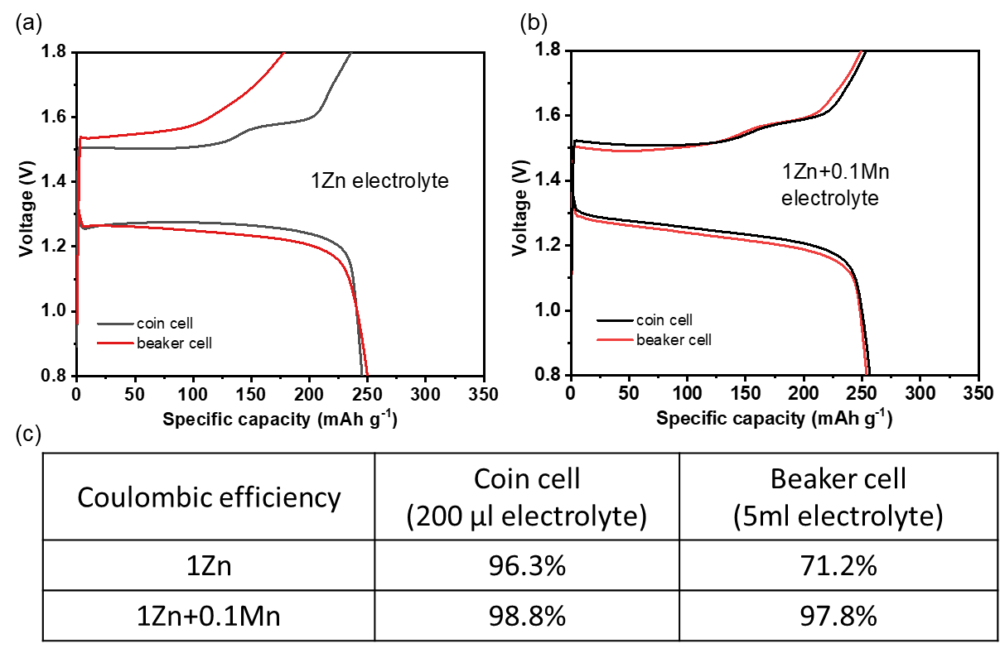 (a)
1.8
1.6
1.4
1.2
1.0
0.8
Voltage (V)
1Zn electrolyte
coin cell
beaker cell
0 50 100 150 200 250 300 350
Specific capacity (mAh g⁻¹)
(b)
1.8
1.6
1.4
1.2
1.0
0.8
Voltage (V)
1Zn+0.1Mn
electrolyte
coin cell
beaker cell
0 50 100 150 200 250 300 350
Specific capacity (mAh g⁻¹)
(c)
Coulombic efficiency
Coin cell
(200 µl electrolyte)
Beaker cell
(5ml electrolyte)
1Zn 96.3% 71.2%
1Zn+0.1Mn 98.8% 97.8%